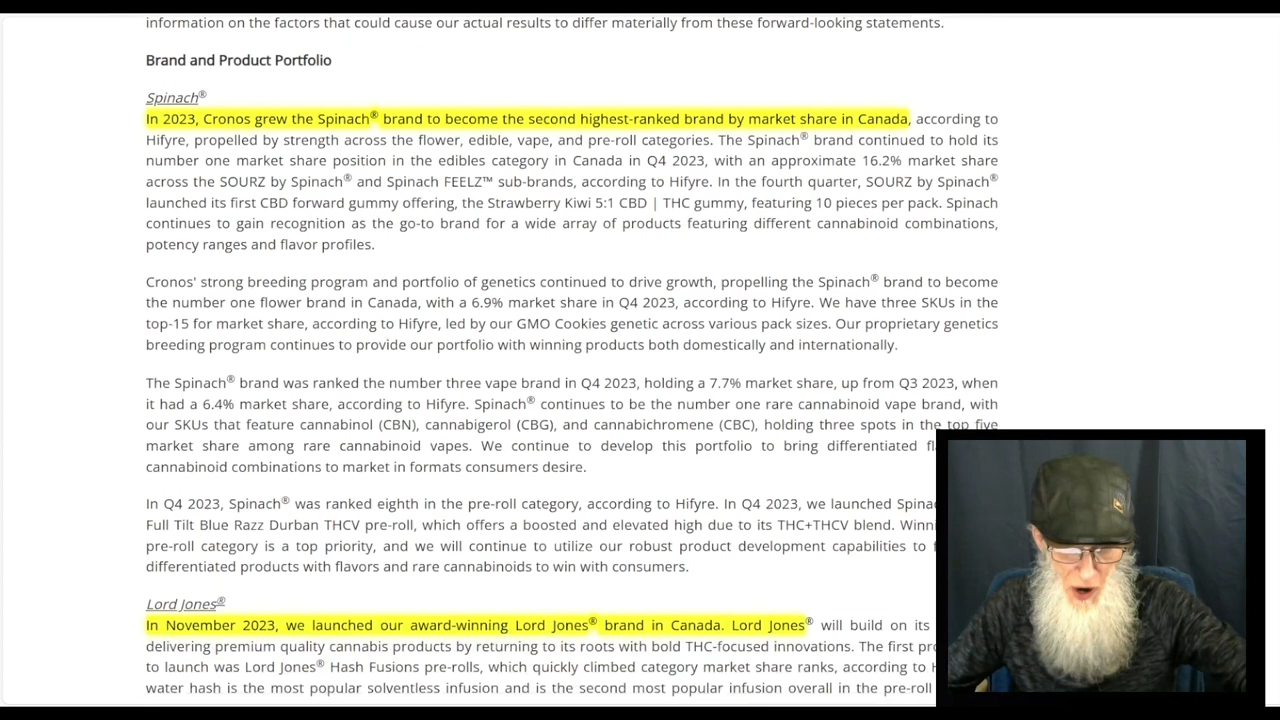 information on the factors that could cause our actual results to differ materially from these forward-looking statements.
Brand and Product Portfolio
Spinach®
In 2023, Cronos grew the Spinach® brand to become the second highest-ranked brand by market share in Canada, according to
Hifyre, propelled by strength across the flower, edible, vape, and pre-roll categories. The Spinach® brand continued to hold its
number one market share position in the edibles category in Canada in Q4 2023, with an approximate 16.2% market share
across the SOURZ by Spinach® and Spinach FEELZ™ sub-brands, according to Hifyre. In the fourth quarter, SOURZ by Spinach®
launched its first CBD forward gummy offering, the Strawberry Kiwi 5:1 CBD | THC gummy, featuring 10 pieces per pack. Spinach
continues to gain recognition as the go-to brand for a wide array of products featuring different cannabinoid combinations,
potency ranges and flavor profiles.
Cronos' strong breeding program and portfolio of genetics continued to drive growth, propelling the Spinach® brand to become
the number one flower brand in Canada, with a 6.9% market share in Q4 2023, according to Hifyre. We have three SKUs in the
top-15 for market share, according to Hifyre, led by our GMO Cookies genetic across various pack sizes. Our proprietary genetics
breeding program continues to provide our portfolio with winning products both domestically and internationally.
The Spinach® brand was ranked the number three vape brand in Q4 2023, holding a 7.7% market share, up from Q3 2023, when
it had a 6.4% market share, according to Hifyre. Spinach® continues to be the number one rare cannabinoid vape brand, with
our SKUs that feature cannabinol (CBN), cannabigerol (CBG), and cannabichromene (CBC), holding three spots in the top five
market share among rare cannabinoid vapes. We continue to develop this portfolio to bring differentiated
cannabinoid combinations to market in formats consumers desire.
In Q4 2023, Spinach® was ranked eighth in the pre-roll category, according to Hifyre. In Q4 2023, we launched
Full Tilt Blue Razz Durban THCV pre-roll, which offers a boosted and elevated high due to its THC+THCV blend.
pre-roll category is a top priority, and we will continue to utilize our robust product development capabilities to
differentiated products with flavors and rare cannabinoids to win with consumers.
Lord Jones®
In November 2023, we launched our award-winning Lord Jones® brand in Canada. Lord Jones® will build on its
delivering premium quality cannabis products by returning to its roots with bold THC-focused innovations. The first
to launch was Lord Jones® Hash Fusions pre-rolls, which quickly climbed category market share ranks, according to
water hash is the most popular solventless infusion and is the second most popular infusion overall in the pre-roll